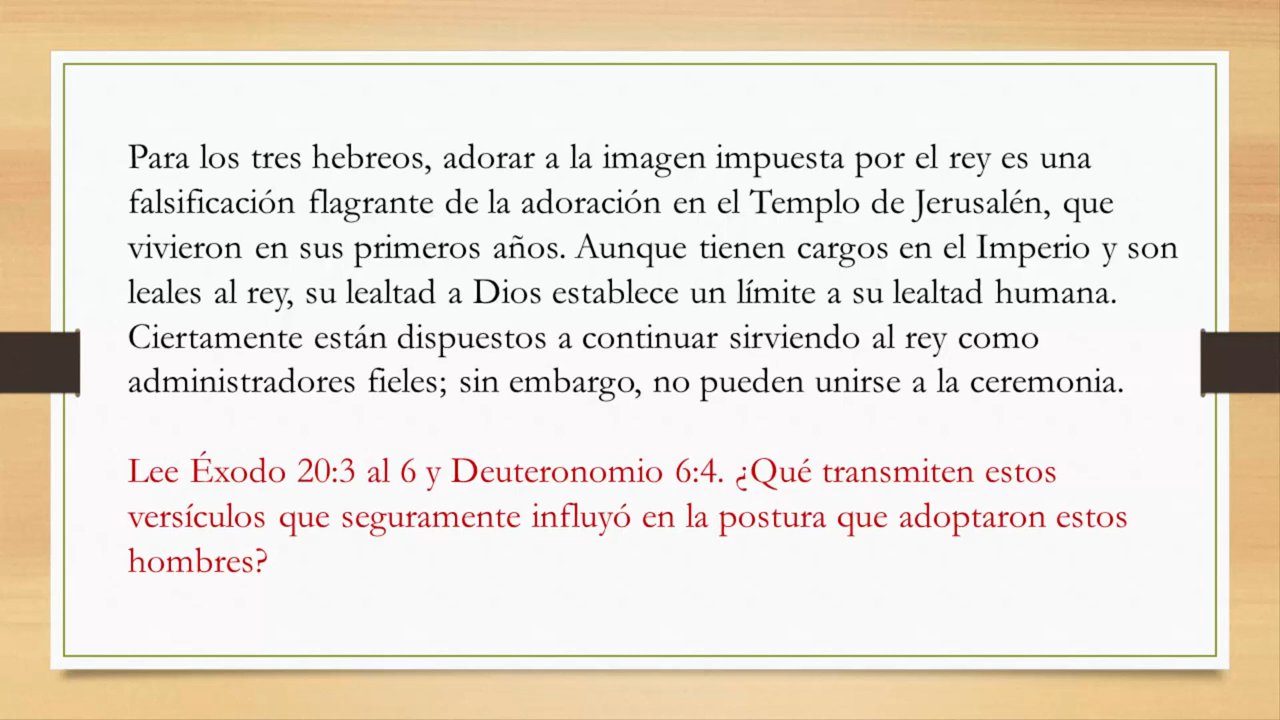 Para los tres hebreos, adorar a la imagen impuesta por el rey es una
falsificación flagrante de la adoración en el Templo de Jerusalén, que
vivieron en sus primeros años. Aunque tienen cargos en el Imperio y son
leales al rey, su lealtad a Dios establece un límite a su lealtad humana.
Ciertamente están dispuestos a continuar sirviendo al rey como
administradores fieles; sin embargo, no pueden unirse a la ceremonia.
Lee Éxodo 20:3 al 6 y Deuteronomio 6:4. ¿Qué transmiten estos
versículos que seguramente influyó en la postura que adoptaron estos
hombres?